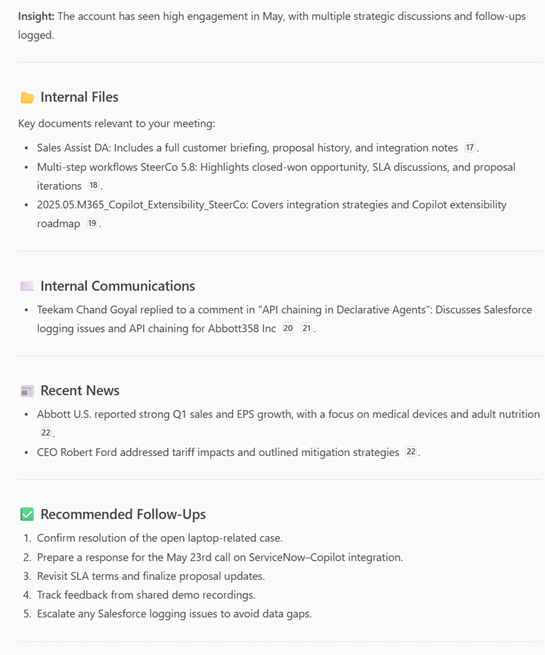 Insight: The account has seen high engagement in May, with multiple strategic discussions and follow-ups
logged.
Internal Files
Key documents relevant to your meeting:
• Sales Assist DA: Includes a full customer briefing, proposal history, and integration notes 17 .
• Multi-step workflows SteerCo 5.8: Highlights closed-won opportunity, SLA discussions, and proposal
iterations 18 .
• 2025.05.M365_Copilot_Extensibility_SteerCo: Covers integration strategies and Copilot extensibility
roadmap 19 .
Internal Communications
• Teekam Chand Goyal replied to a comment in "API chaining in Declarative Agents": Discusses Salesforce
logging issues and API chaining for Abbott358 Inc 20 21 .
Recent News
• Abbott U.S. reported strong Q1 sales and EPS growth, with a focus on medical devices and adult nutrition
22 .
• CEO Robert Ford addressed tariff impacts and outlined mitigation strategies 22 .
Recommended Follow-Ups
1. Confirm resolution of the open laptop-related case.
2. Prepare a response for the May 23rd call on ServiceNow–Copilot integration.
3. Revisit SLA terms and finalize proposal updates.
4. Track feedback from shared demo recordings.
5. Escalate any Salesforce logging issues to avoid data gaps.